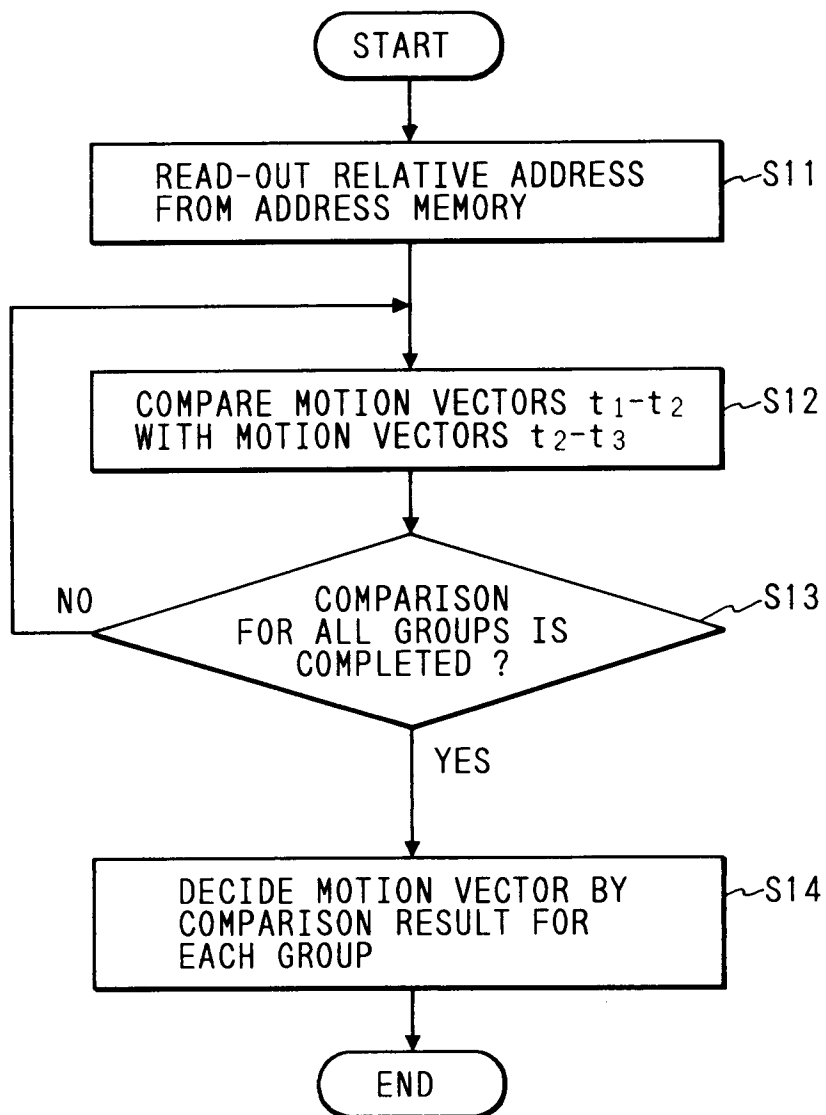 START
READ-OUT RELATIVE ADDRESS
FROM ADDRESS MEMORY
S11
COMPARE MOTION VECTORS t1-t2
WITH MOTION VECTORS t2-t3
S12
COMPARISON
FOR ALL GROUPS IS
COMPLETED ?
S13
NO
YES
DECIDE MOTION VECTOR BY
COMPARISON RESULT FOR
EACH GROUP
S14
END